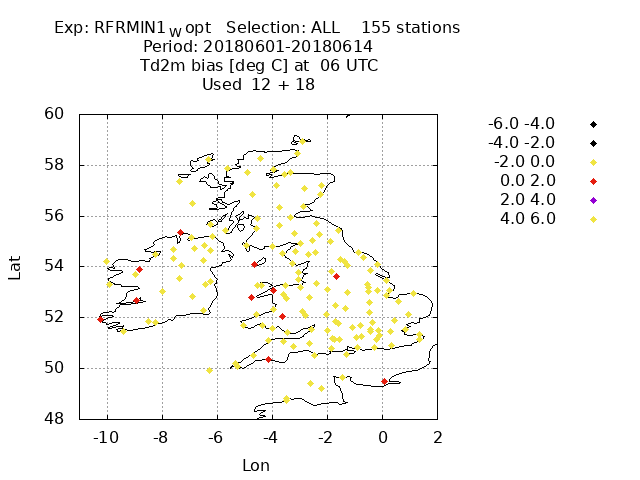 Exp: RFRMIN1_W opt Selection: ALL 155 stations
Period: 20180601-20180614
Td2m bias [deg C] at 06 UTC
Used 12 + 18
60
58
56
54
52
50
48
-10 -8 -6 -4 -2 0 2
Lat
Lon
-6.0 -4.0
-4.0 -2.0
-2.0 0.0
0.0 2.0
2.0 4.0
4.0 6.0